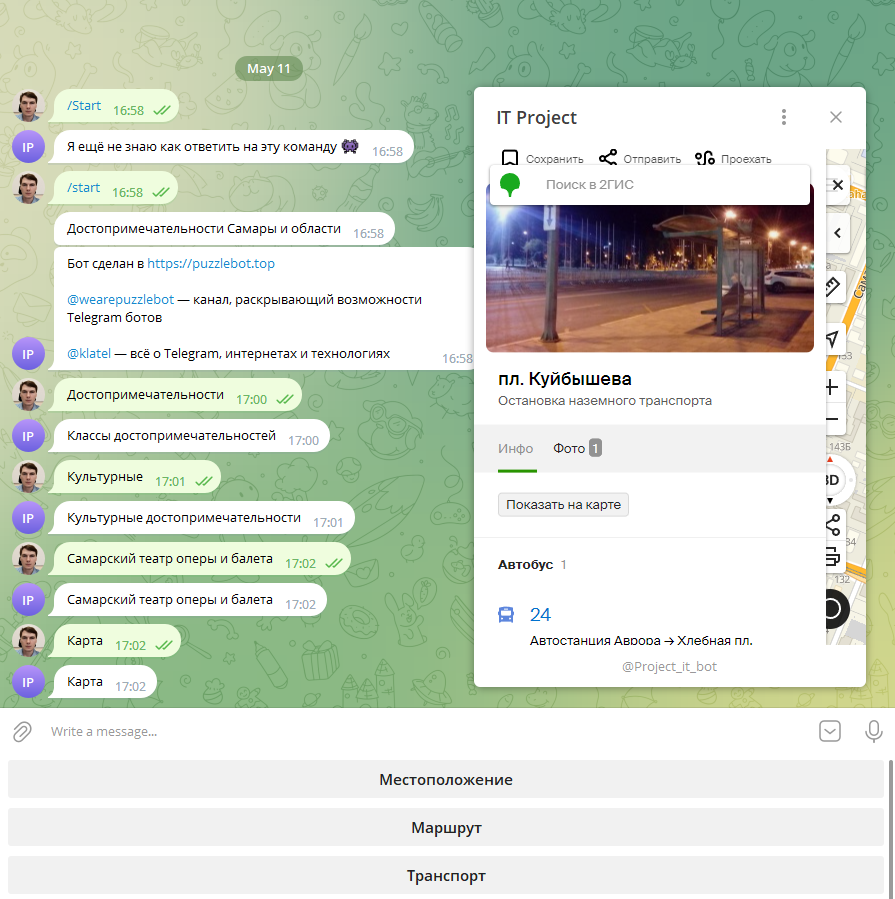 May 11
/Start 16:58
IP
Я ещё не знаю как ответить на эту команду 👾 16:58
/start 16:58
Достопримечательности Самары и области 16:58
Бот сделан в https://puzzlebot.top
@wearepuzzlebot — канал, раскрывающий возможности
Telegram ботов
IP
@klatel — всё о Telegram, интернетах и технологиях 16:58
Достопримечательности 17:00
IP
Классы достопримечательностей 17:00
Культурные 17:01
IP
Культурные достопримечательности 17:01
Самарский театр оперы и балета 17:02
IP
Самарский театр оперы и балета 17:02
Карта 17:02
IP
Карта 17:02
IT Project
Сохранить Отправить Проехать
Поиск в 2ГИС
пл. Куйбышева
Остановка наземного транспорта
Инфо Фото 1
Показать на карте
Автобус 1
24
Автостанция Аврора → Хлебная пл.
@Project_it_bot
143Б
132
Write a message...
Местоположение
Маршрут
Транспорт